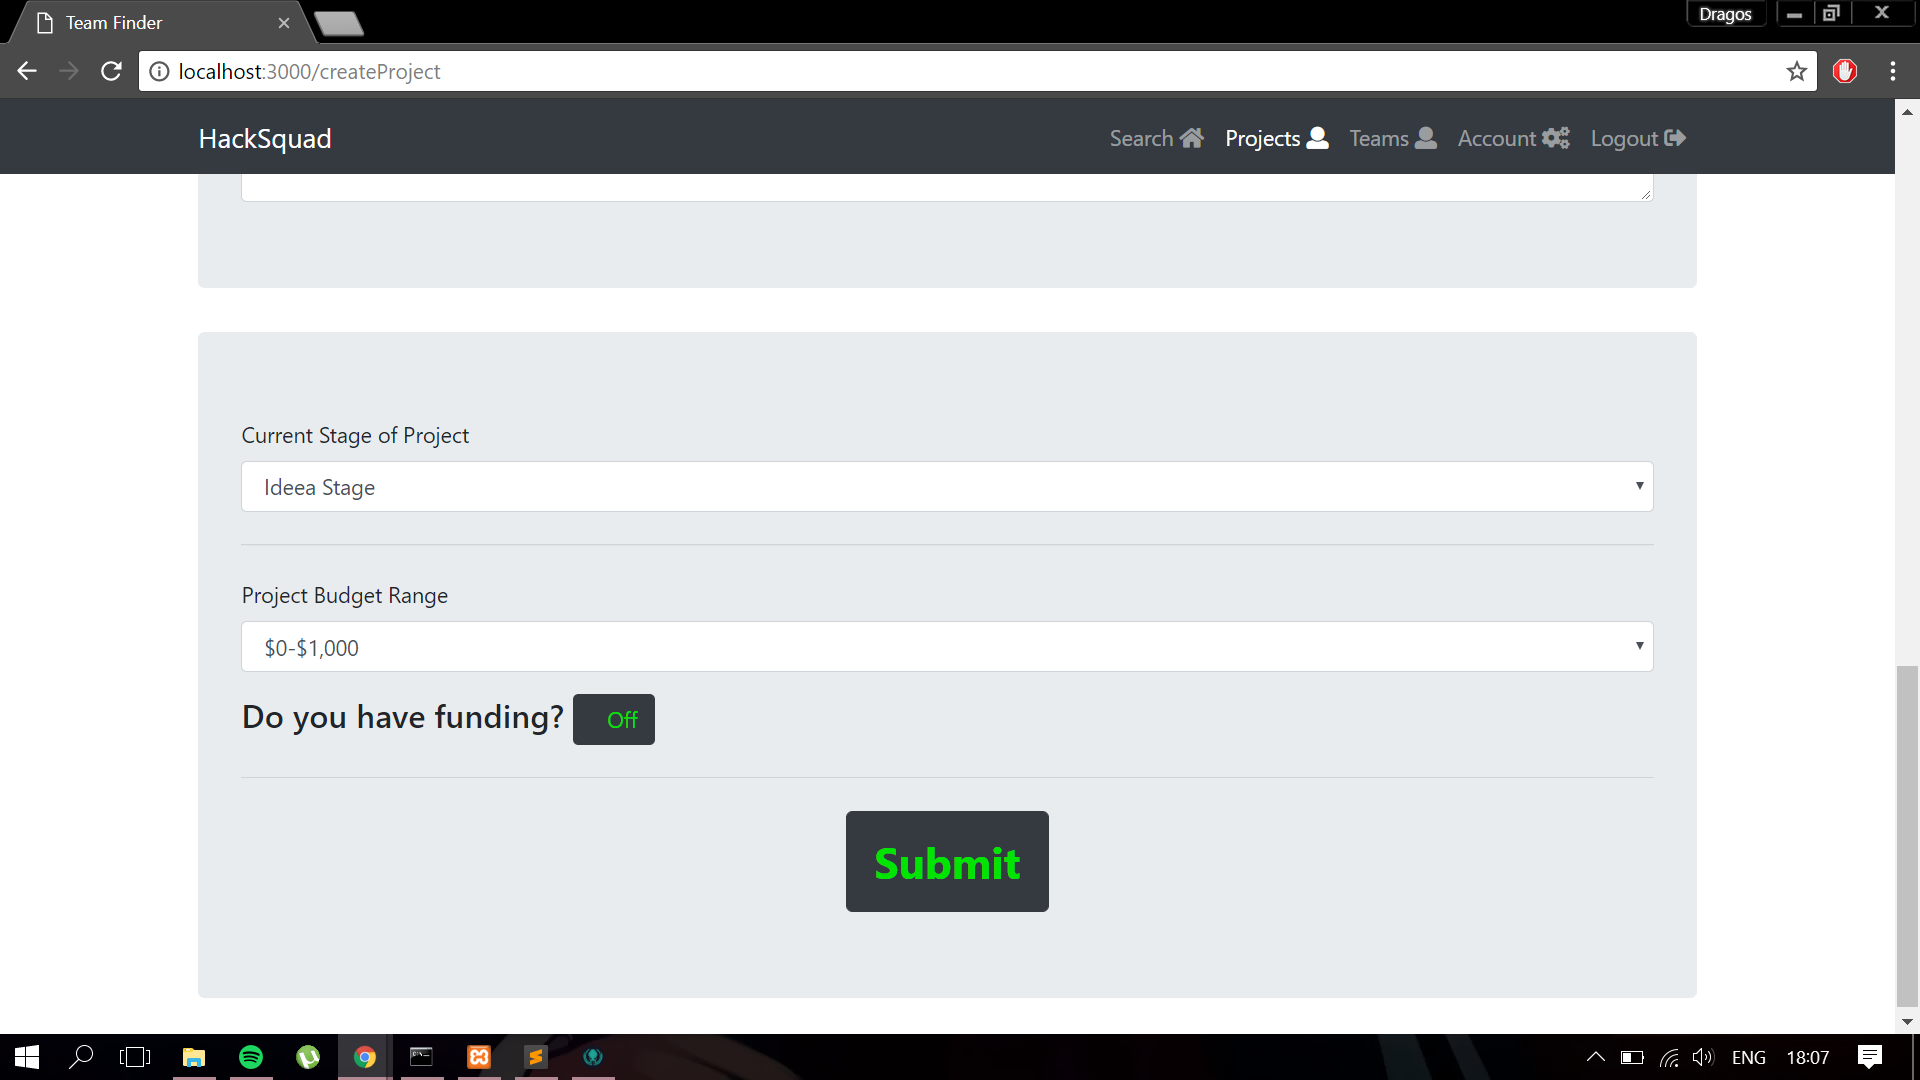 Team Finder
Dragos
localhost:3000/createProject
HackSquad
Search Projects Teams Account Logout
Current Stage of Project
Ideea Stage
Project Budget Range
$0-$1,000
Do you have funding? Off
Submit
ENG 18:07